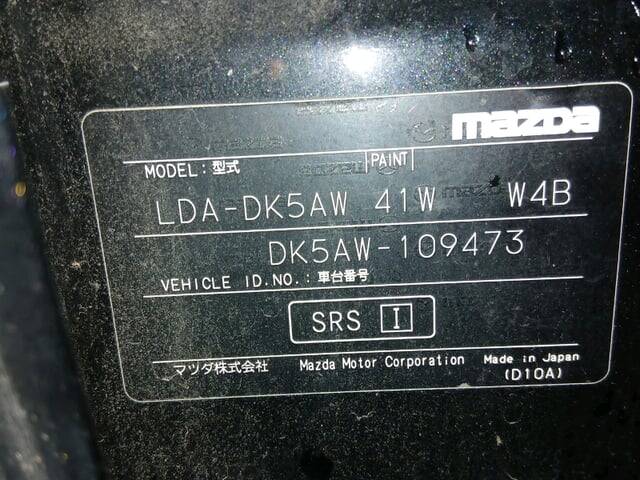 mazda
MODEL:型式 PAINT
LDA-DK5AW 41W W4B
DK5AW-109473
VEHICLE ID.NO.:車台番号
SRS I
マツダ株式会社 Mazda Motor Corporation Made in Japan
(D10A)